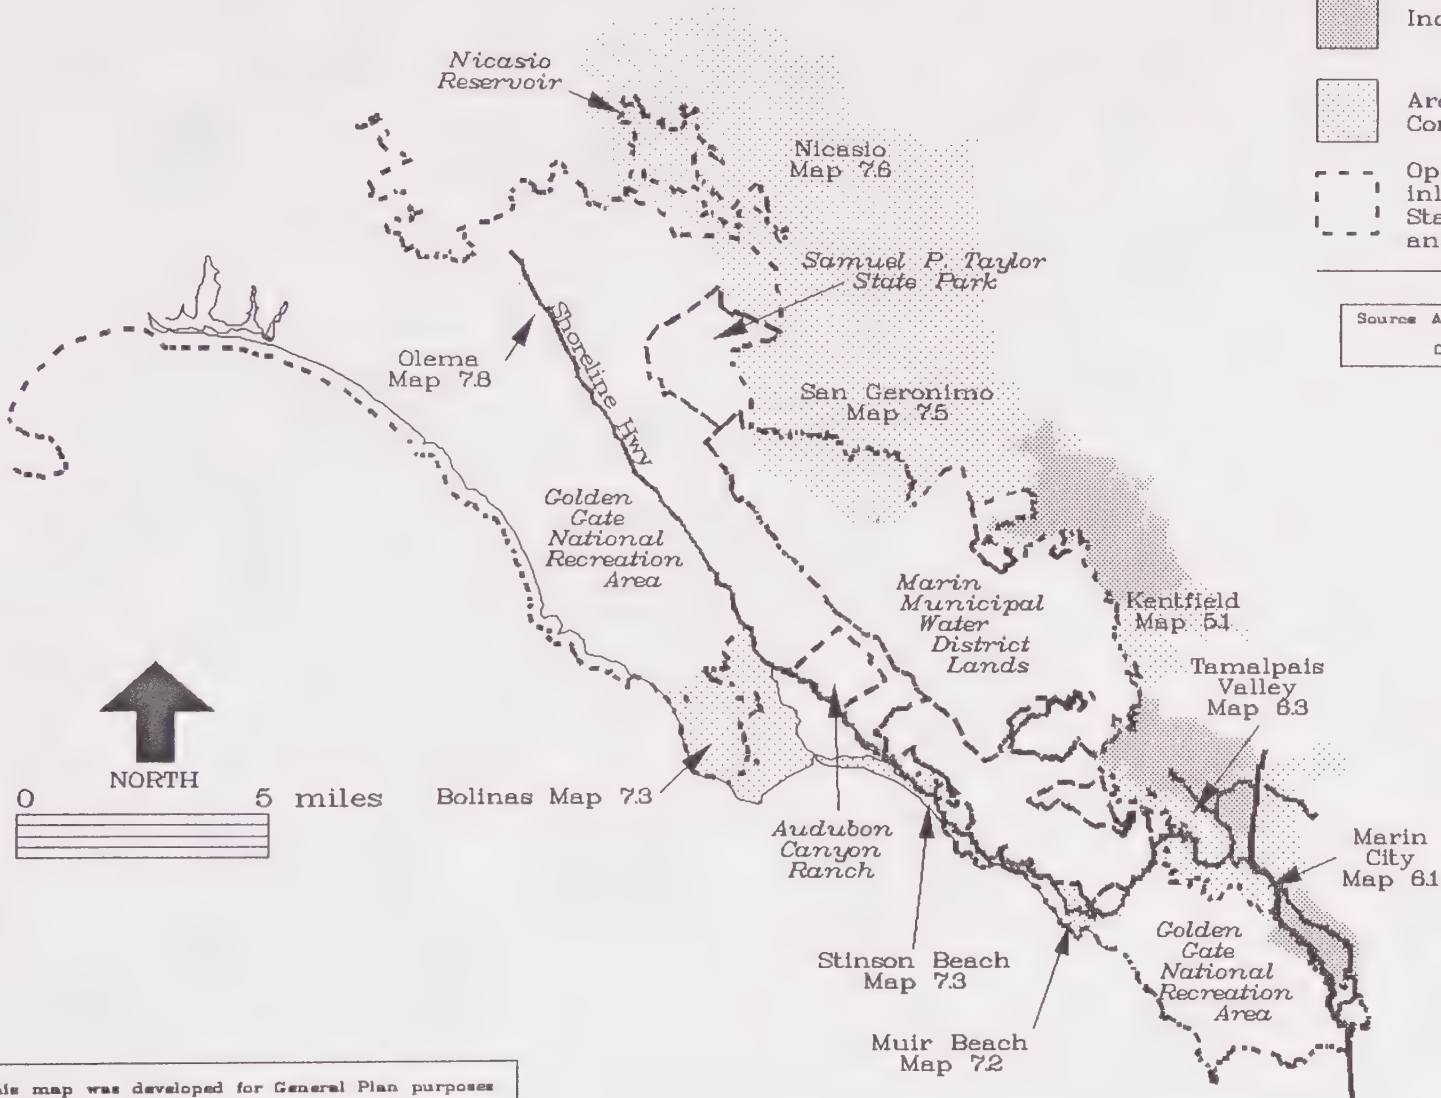 Nicasio
Reservoir
Nicasio
Map 7.6
Samuel P. Taylor
State Park
Shoreline Hwy
Olema
Map 7.8
San Geronimo
Map 7.5
Golden
Gate
National
Recreation
Area
Marin
Municipal
Water
District
Lands
Kentfield
Map 5.1
Tamalpais
Valley
Map 6.3
NORTH
0 5 miles
Bolinas Map 7.3
Audubon
Canyon
Ranch
Marin
City
Map 6.1
Stinson Beach
Map 7.3
Golden
Gate
National
Recreation
Area
Muir Beach
Map 7.2
Source
map was developed for General Plan purposes